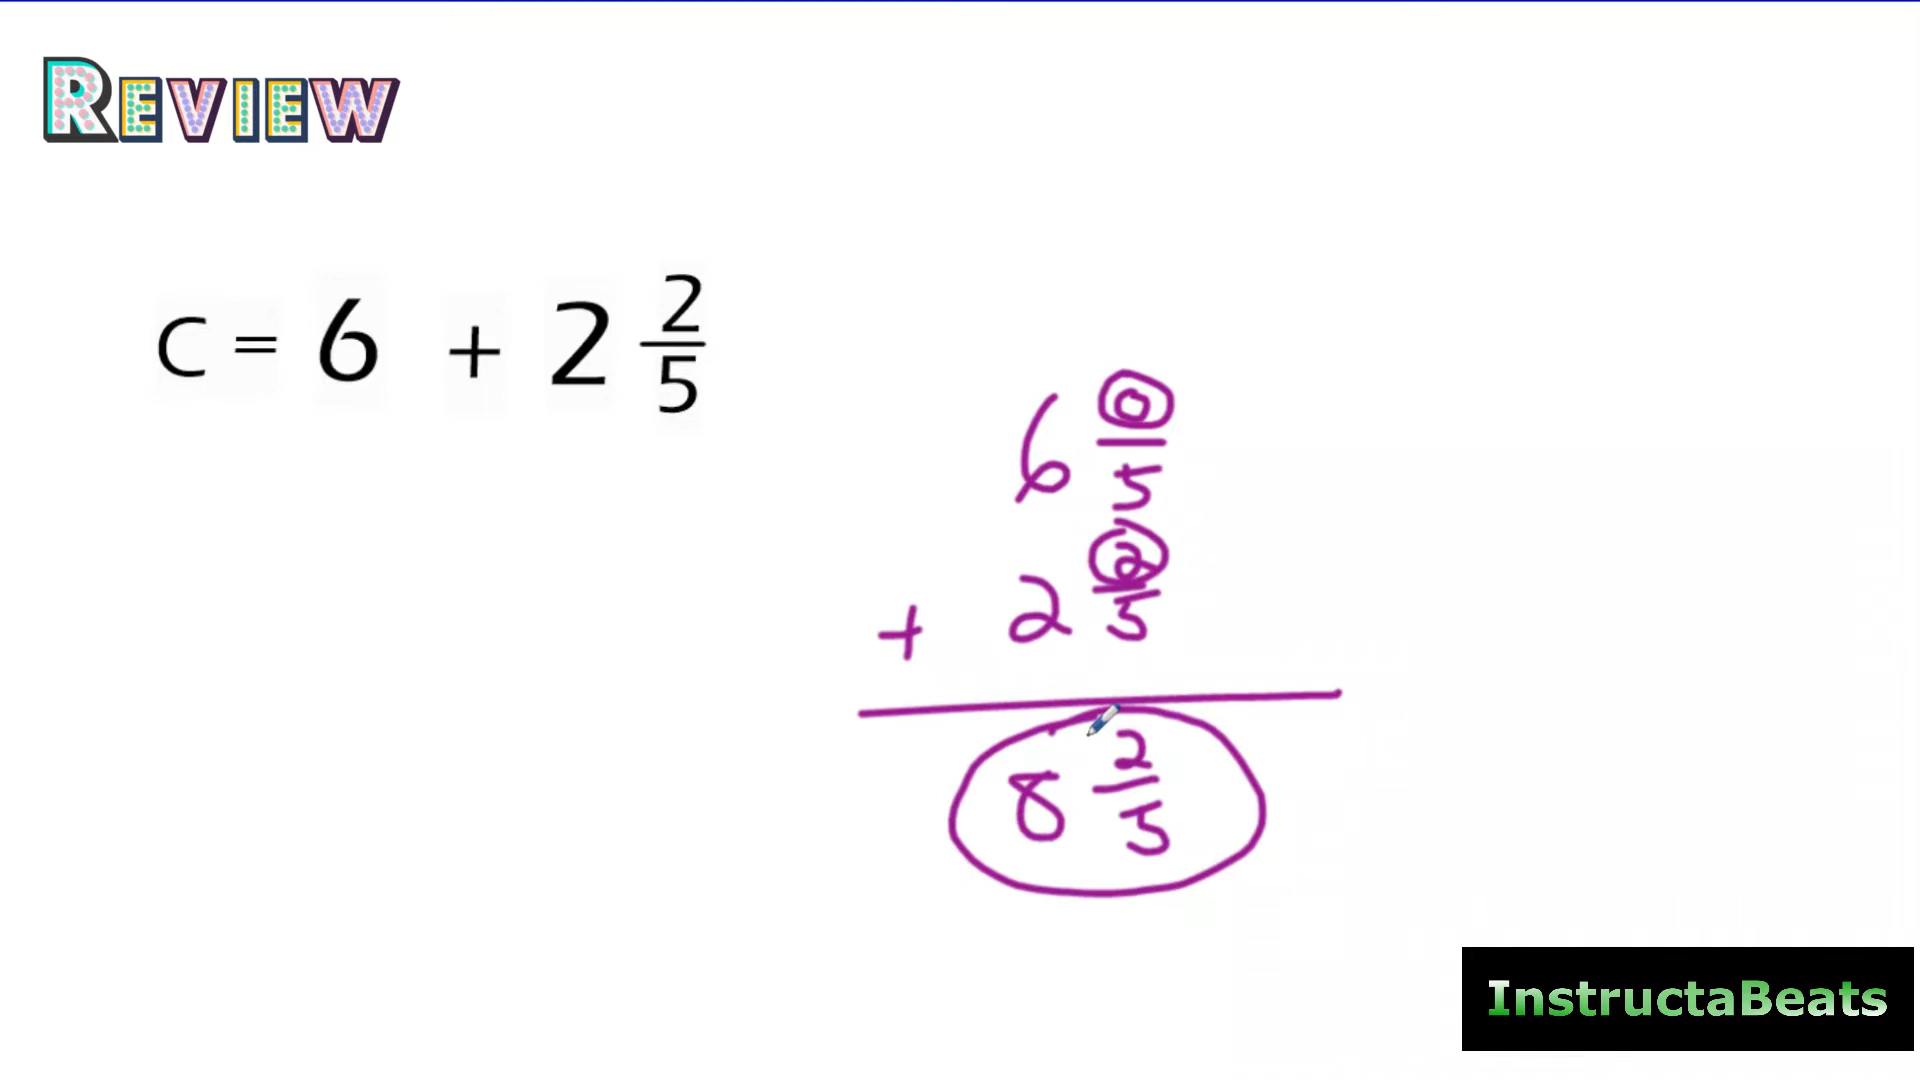 REVIEW
C = 6 + 2 2/5
6 0/5
+ 2 2/5
8 2/5
InstructaBeats